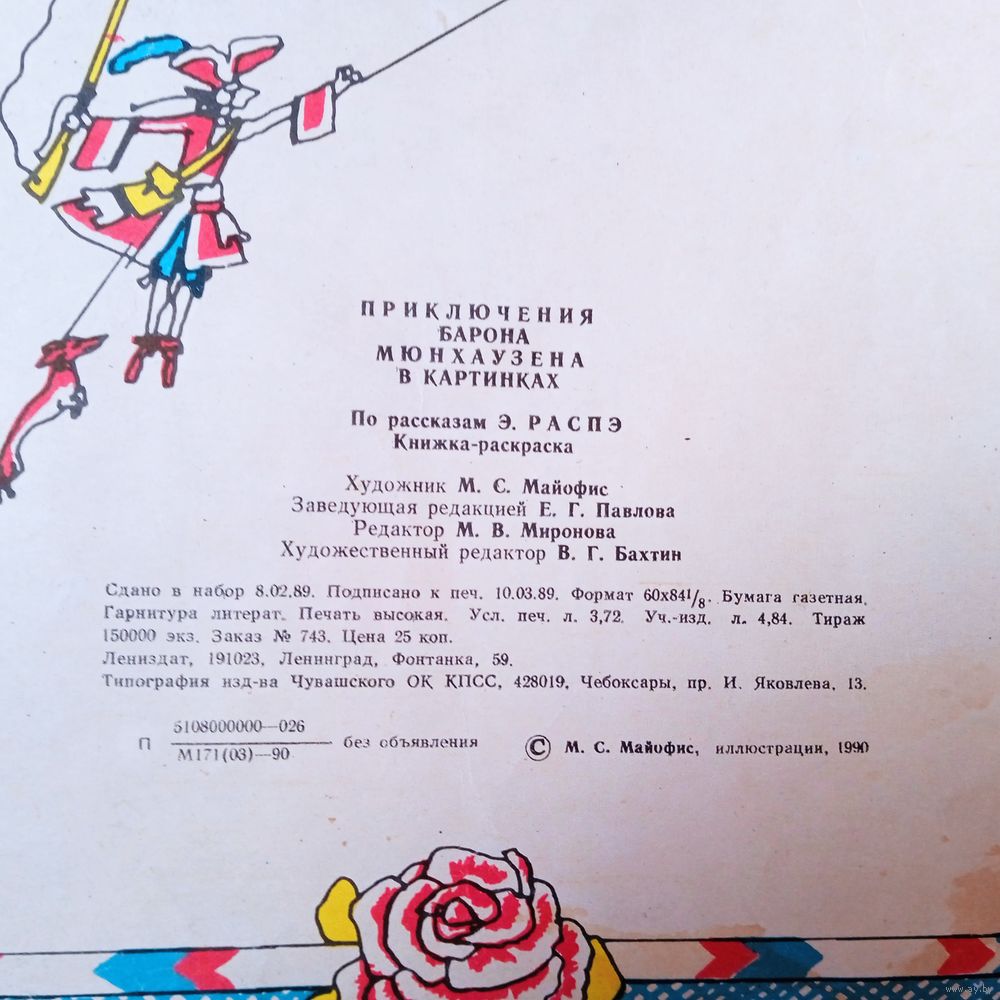 ПРИКЛЮЧЕНИЯ
БАРОНА
МЮНХАУЗЕНА
В КАРТИНКАХ
По рассказам Э. РАСПЭ
Книжка-раскраска
Художник М. С. Майофис
Заведующая редакцией Е. Г. Павлова
Редактор М. В. Миронова
Художественный редактор В. Г. Бахтин
Сдано в набор 8.02.89. Подписано к печ. 10.03.89. Формат 60х84 1/8. Бумага газетная.
Гарнитура литерат. Печать высокая. Усл. печ. л. 3,72. Уч.-изд. л. 4,84. Тираж
150000 экз. Заказ № 743. Цена 25 коп.
Лениздат, 191023, Ленинград, Фонтанка, 59.
Типография изд-ва Чувашского ОК КПСС, 428019, Чебоксары, пр. И. Яковлева, 13.
П 5108000000—026
М171(03)—90 без объявления
© М. С. Майофис, иллюстрации, 1990
www.ay.by